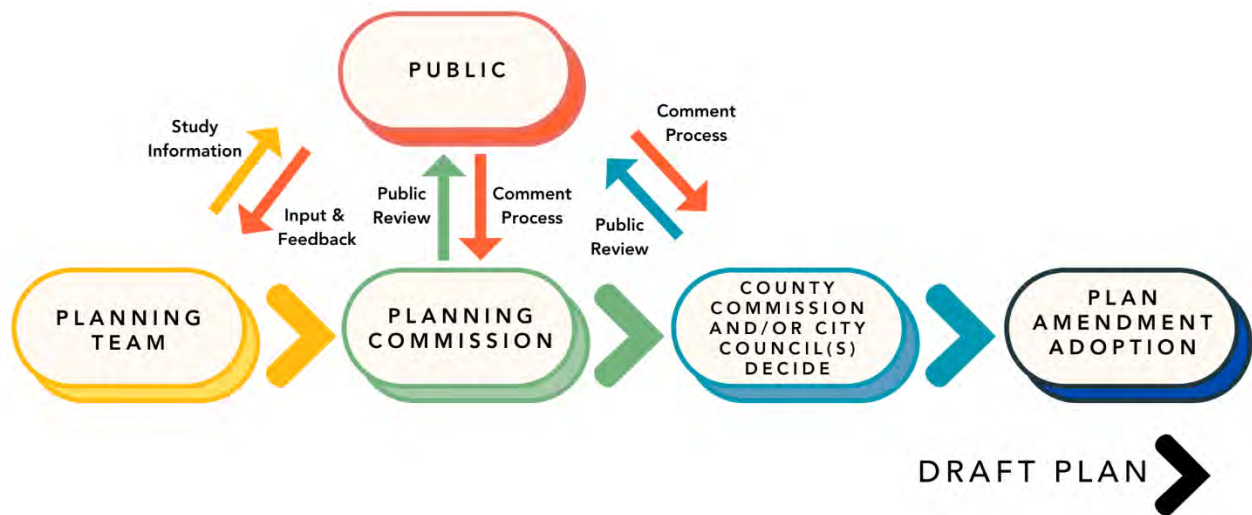 PUBLIC
Study
Information
Input &
Feedback
Public
Review
Comment
Process
Comment
Process
Public
Review
PLANNING
TEAM
PLANNING
COMMISSION
COUNTY
COMMISSION
AND/OR CITY
COUNCIL(S)
DECIDE
PLAN
AMENDMENT
ADOPTION
DRAFT PLAN